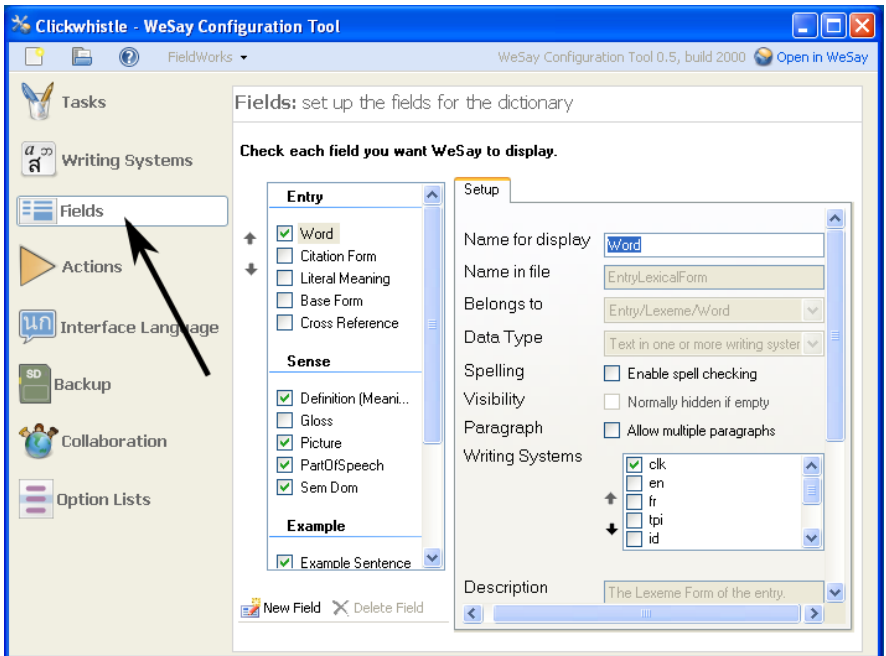 Clickwhistle - WeSay Configuration Tool
FieldWorks WeSay Configuration Tool 0.5, build 2000 Open in WeSay
Tasks
Writing Systems
Fields
Actions
Interface Language
SD
Backup
Collaboration
Option Lists
Fields: set up the fields for the dictionary
Check each field you want WeSay to display.
Entry
Word
Citation Form
Literal Meaning
Base Form
Cross Reference
Sense
Definition (Meani...
Gloss
Picture
PartOfSpeech
Sem Dom
Example
Example Sentence
New Field Delete Field
Setup
Name for display Word
Name in file EntryLexicalForm
Belongs to Entry/Lexeme/Word
Data Type Text in one or more writing syster
Spelling Enable spell checking
Visibility Normally hidden if empty
Paragraph Allow multiple paragraphs
Writing Systems
clk
en
fr
tpi
id
Description The Lexeme Form of the entry.